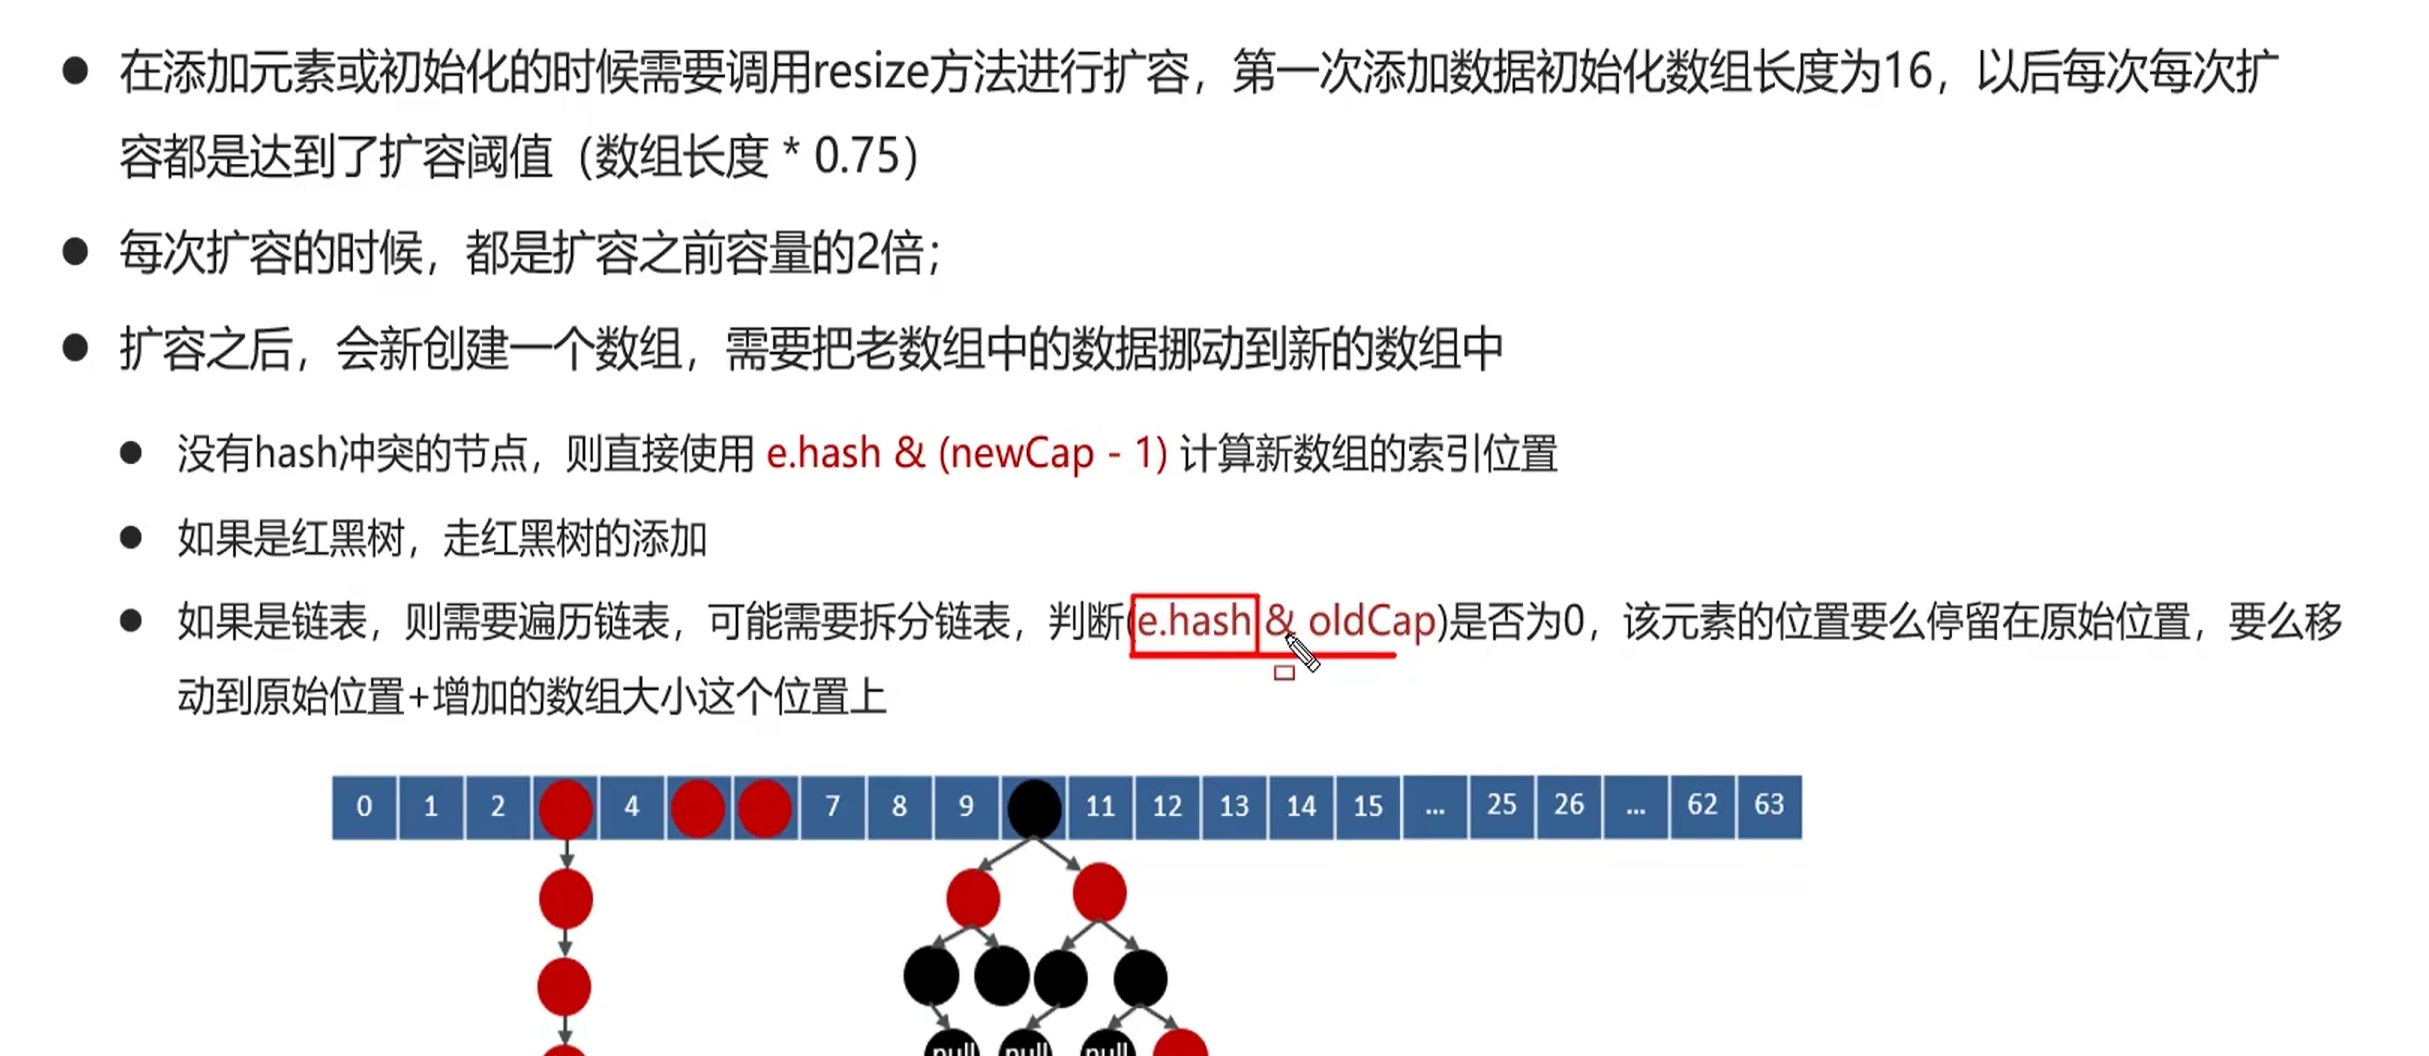 在添加元素或初始化的时候需要调用resize方法进行扩容，第一次添加数据初始化数组长度为16，以后每次每次扩
容都是达到了扩容阈值（数组长度 * 0.75）
每次扩容的时候，都是扩容之前容量的2倍；
扩容之后，会新创建一个数组，需要把老数组中的数据挪动到新的数组中
没有hash冲突的节点，则直接使用 e.hash & (newCap - 1) 计算新数组的索引位置
如果是红黑树，走红黑树的添加
如果是链表，则需要遍历链表，可能需要拆分链表，判断(e.hash & oldCap)是否为0，该元素的位置要么停留在原始位置，要么移
动到原始位置+增加的数组大小这个位置上
0 1 2 4 7 8 9 11 12 13 14 15 ... 25 26 ... 62 63
null null null